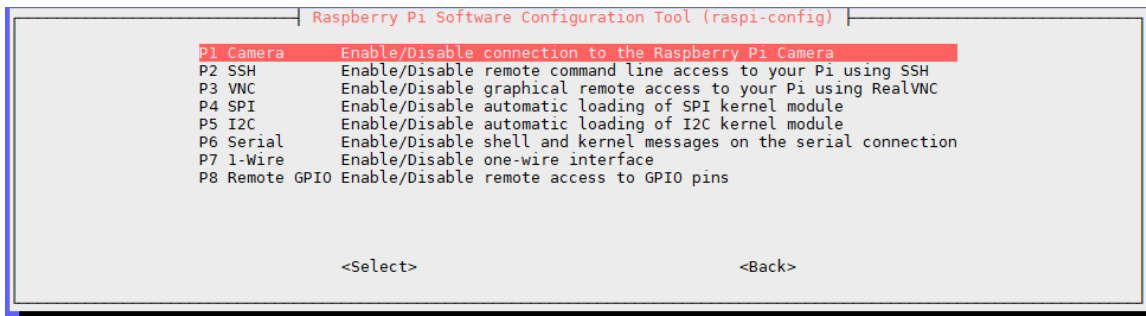 Raspberry Pi Software Configuration Tool (raspi-config)
P1 Camera Enable/Disable connection to the Raspberry Pi Camera
P2 SSH Enable/Disable remote command line access to your Pi using SSH
P3 VNC Enable/Disable graphical remote access to your Pi using RealVNC
P4 SPI Enable/Disable automatic loading of SPI kernel module
P5 I2C Enable/Disable automatic loading of I2C kernel module
P6 Serial Enable/Disable shell and kernel messages on the serial connection
P7 1-Wire Enable/Disable one-wire interface
P8 Remote GPIO Enable/Disable remote access to GPIO pins
<Select> <Back>